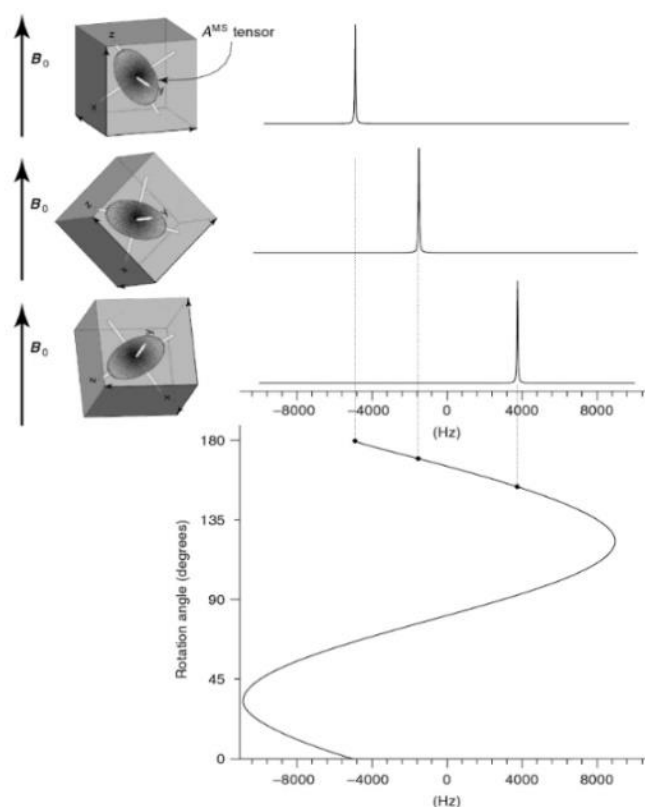 z
A^MS tensor
B₀
x
y
B₀
z
y
x
B₀
y
z
x
−8000 −4000 0 4000 8000
(Hz)
180
135
90
45
0
Rotation angle (degrees)
−8000 −4000 0 4000 8000
(Hz)